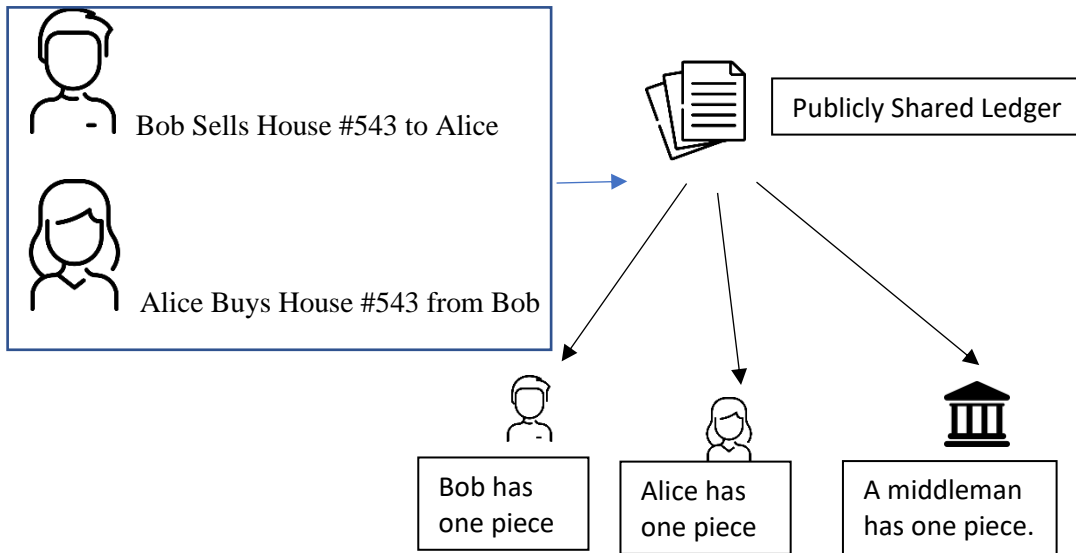 Bob Sells House #543 to Alice
Publicly Shared Ledger
Alice Buys House #543 from Bob
Bob has
one piece
Alice has
one piece
A middleman
has one piece.